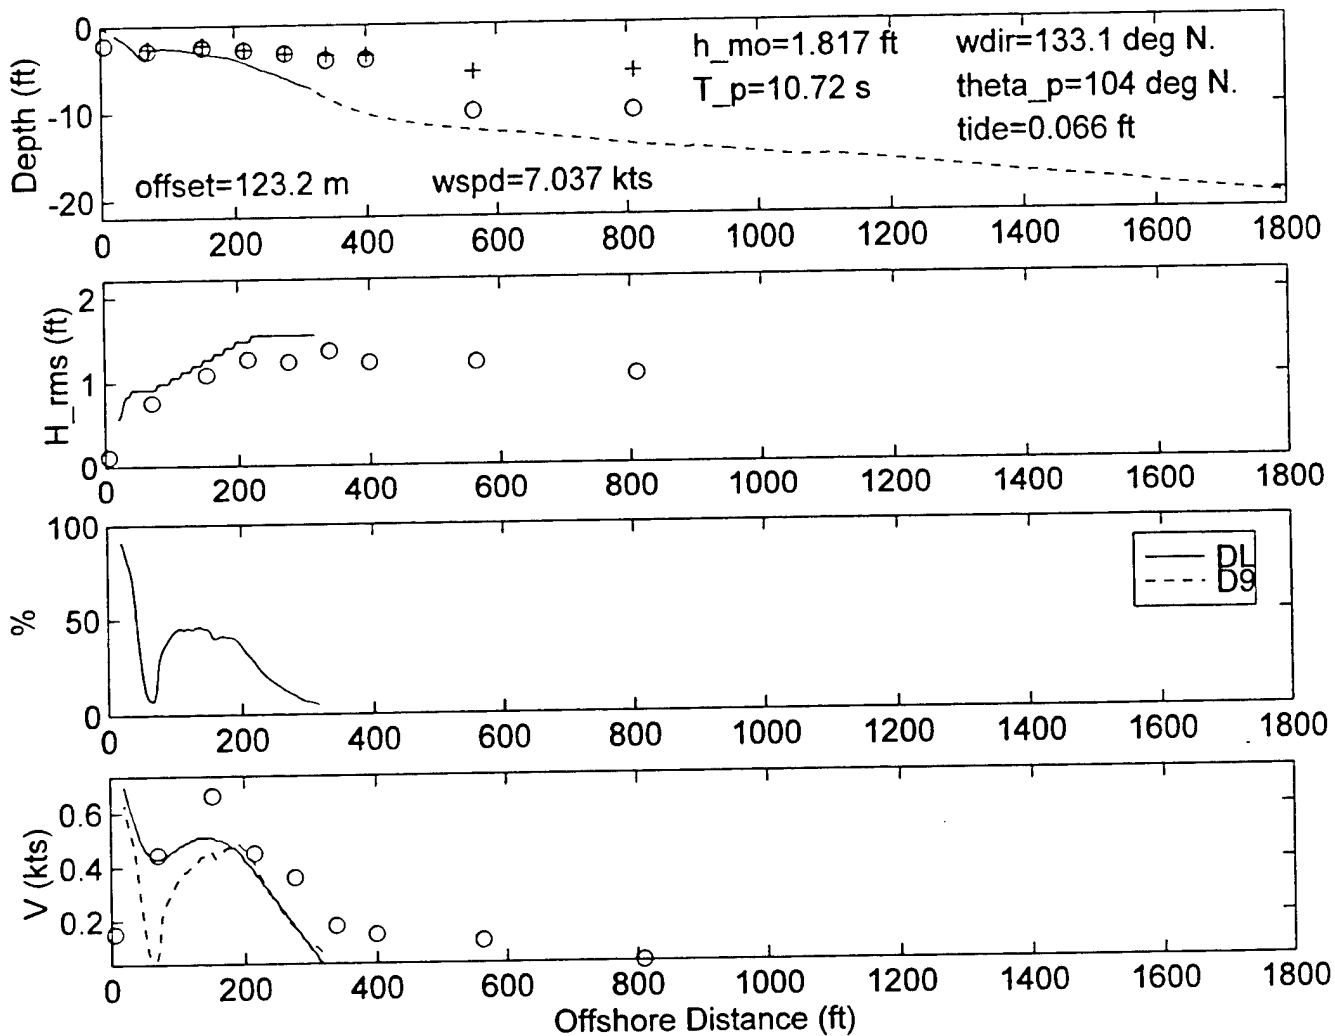 0
-10
-20
Depth (ft)
h_mo=1.817 ft
wdir=133.1 deg N.
T_p=10.72 s
theta_p=104 deg N.
tide=0.066 ft
offset=123.2 m
wspd=7.037 kts
0 200 400 600 800 1000 1200 1400 1600 1800
2
1
0
H_rms (ft)
0 200 400 600 800 1000 1200 1400 1600 1800
100
50
0
%
DL
D9
0 200 400 600 800 1000 1200 1400 1600 1800
0.6
0.4
0.2
V (kts)
0 200 400 600 800 1000 1200 1400 1600 1800
Offshore Distance (ft)